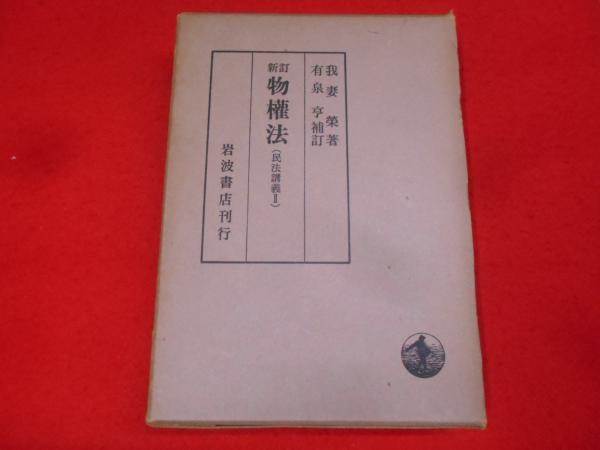 我妻榮著
有泉亨補訂
新訂
物權法
(民法講義Ⅱ)
岩波書店刊行